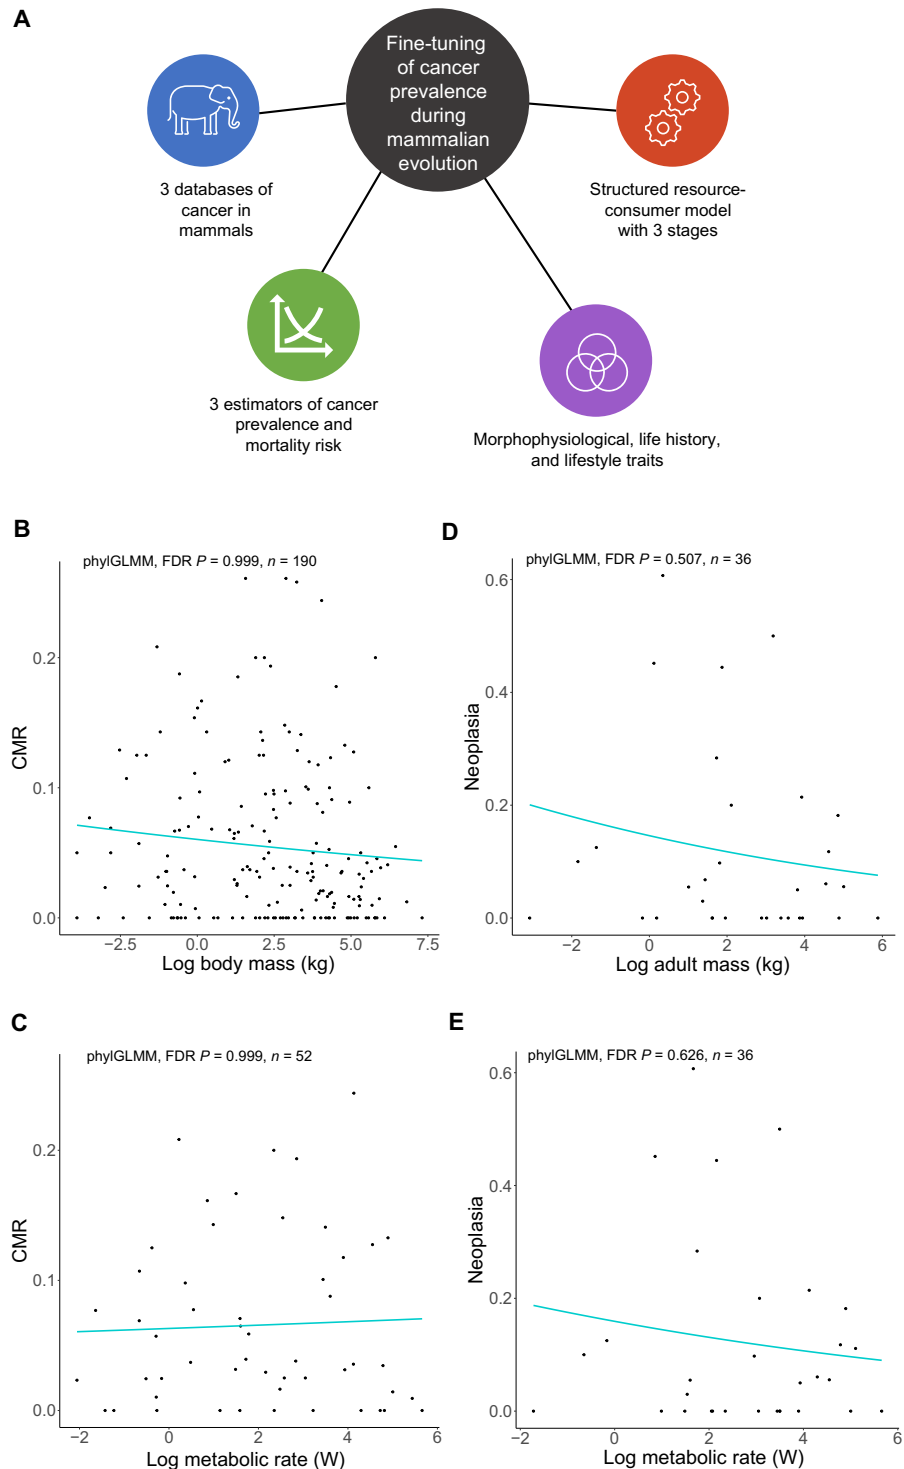 A
Fine-tuning
of cancer
prevalence
during
mammalian
evolution
3 databases of
cancer in
mammals
Structured resource-
consumer model
with 3 stages
3 estimators of cancer
prevalence and
mortality risk
Morphophysiological, life history,
and lifestyle traits
B
phylGLMM, FDR P = 0.999, n = 190
CMR
0.2
0.1
0.0
−2.5 0.0 2.5 5.0 7.5
Log body mass (kg)
D
phylGLMM, FDR P = 0.507, n = 36
Neoplasia
0.6
0.4
0.2
0.0
−2 0 2 4 6
Log adult mass (kg)
C
phylGLMM, FDR P = 0.999, n = 52
CMR
0.2
0.1
0.0
−2 0 2 4 6
Log metabolic rate (W)
E
phylGLMM, FDR P = 0.626, n = 36
Neoplasia
0.6
0.4
0.2
0.0
−2 0 2 4 6
Log metabolic rate (W)